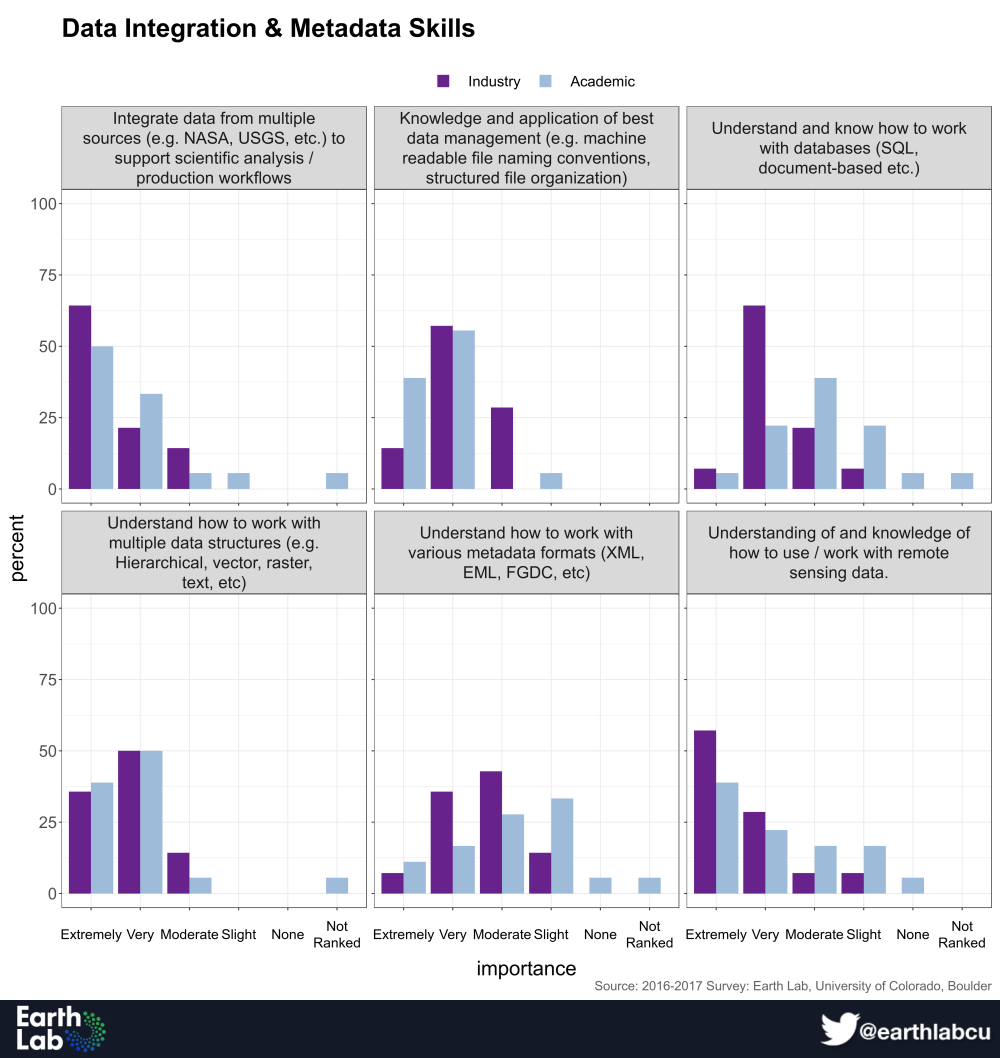 Data Integration & Metadata Skills
Industry Academic
Integrate data from multiple
sources (e.g. NASA, USGS, etc.) to
support scientific analysis /
production workflows
Knowledge and application of best
data management (e.g. machine
readable file naming conventions,
structured file organization)
Understand and know how to work
with databases (SQL,
document-based etc.)
100
75
50
25
0
Understand how to work with
multiple data structures (e.g.
Hierarchical, vector, raster,
text, etc)
Understand how to work with
various metadata formats (XML,
EML, FGDC, etc)
Understanding of and knowledge of
how to use / work with remote
sensing data.
100
75
50
25
0
percent
Extremely Very Moderate Slight None Not
Ranked
Extremely Very Moderate Slight None Not
Ranked
Extremely Very Moderate Slight None Not
Ranked
importance
Source: 2016-2017 Survey: Earth Lab, University of Colorado, Boulder
Earth
Lab
@earthlabcu